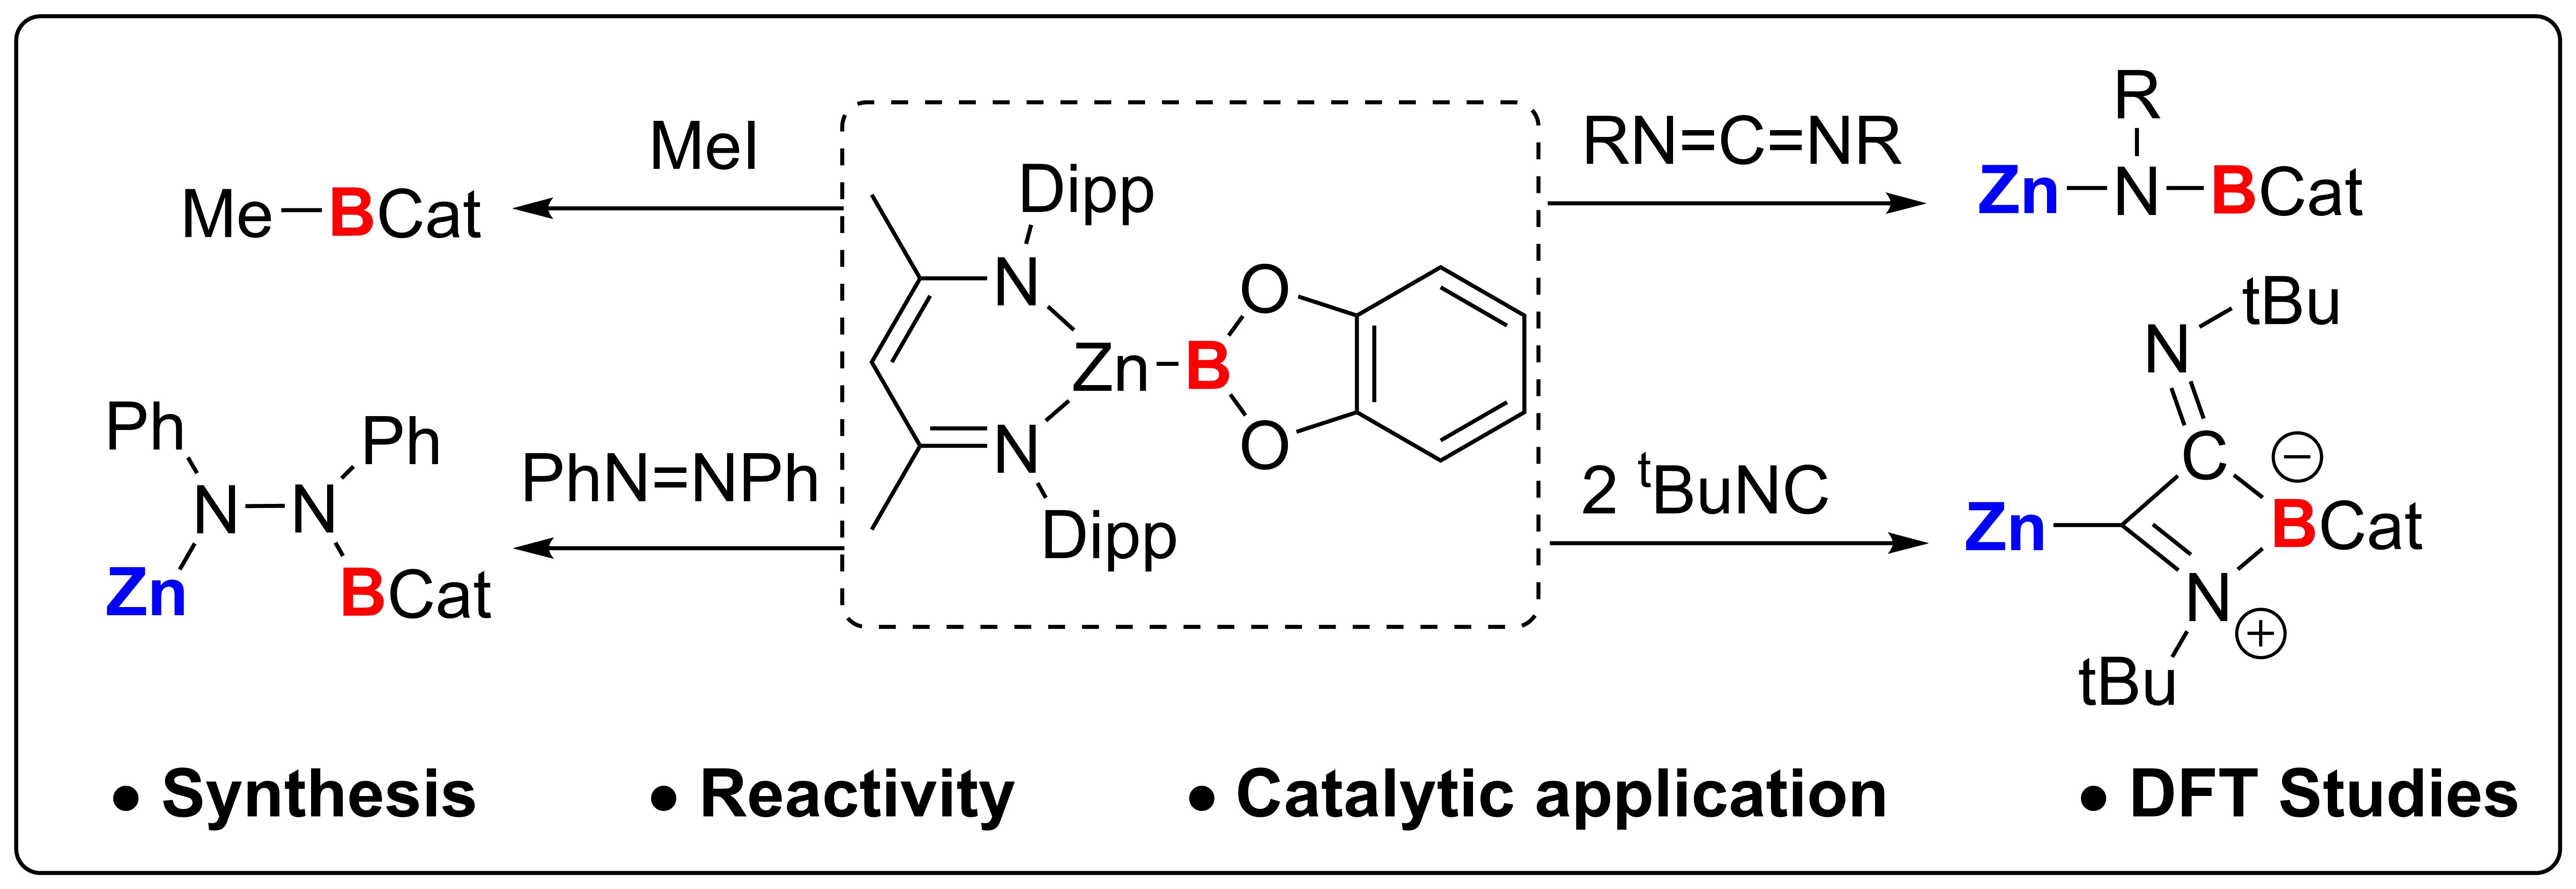 MeI
Me–BCat
PhN=NPh
Ph
N–N
Ph
Zn
BCat
Dipp
N
O
Zn–B
N
O
Dipp
RN=C=NR
R
Zn–N–BCat
2 ᵗBuNC
tBu
N
C
⊖
Zn
BCat
N
⊕
tBu
• Synthesis • Reactivity • Catalytic application • DFT Studies